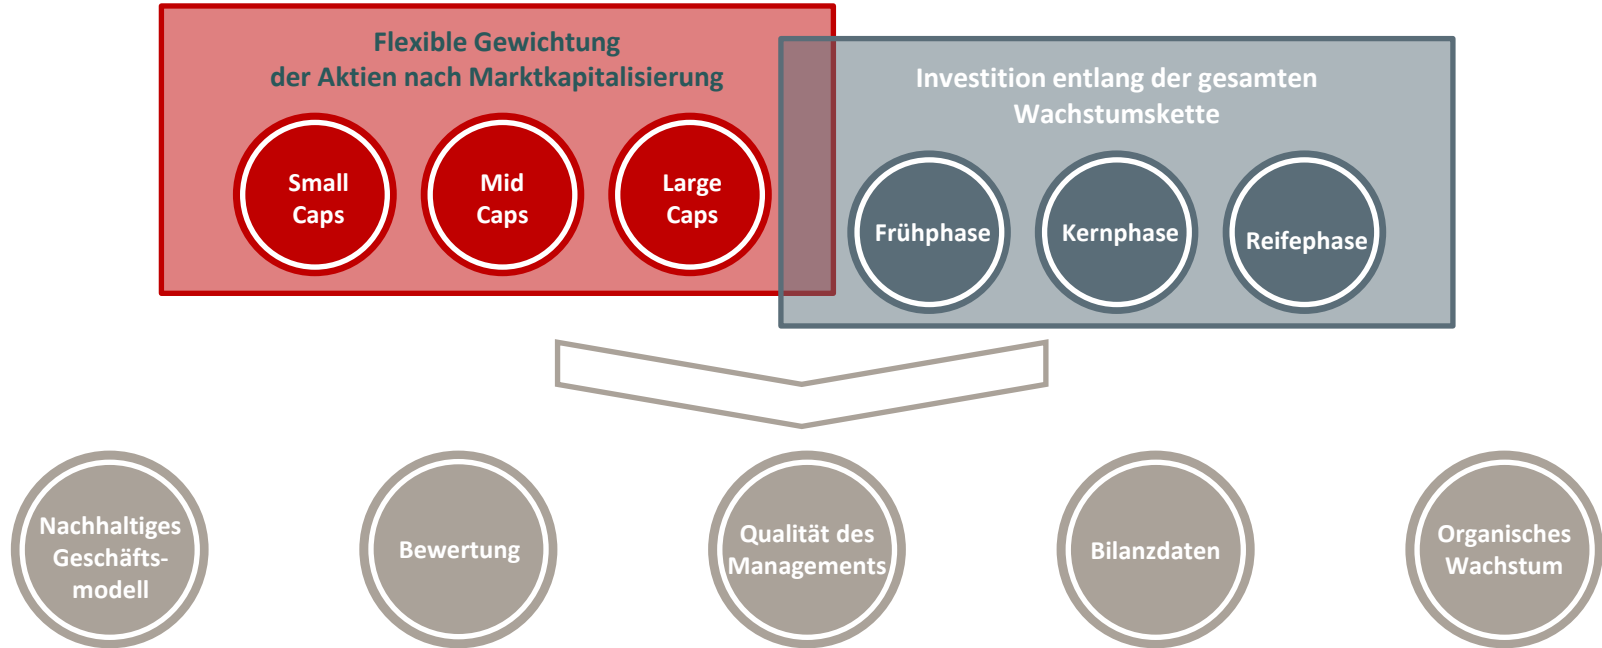 Flexible Gewichtung
der Aktien nach Marktkapitalisierung
Small
Caps
Mid
Caps
Large
Caps
Investition entlang der gesamten
Wachstumskette
Frühphase
Kernphase
Reifephase
Nachhaltiges
Geschäfts-
modell
Bewertung
Qualität des
Managements
Bilanzdaten
Organisches
Wachstum